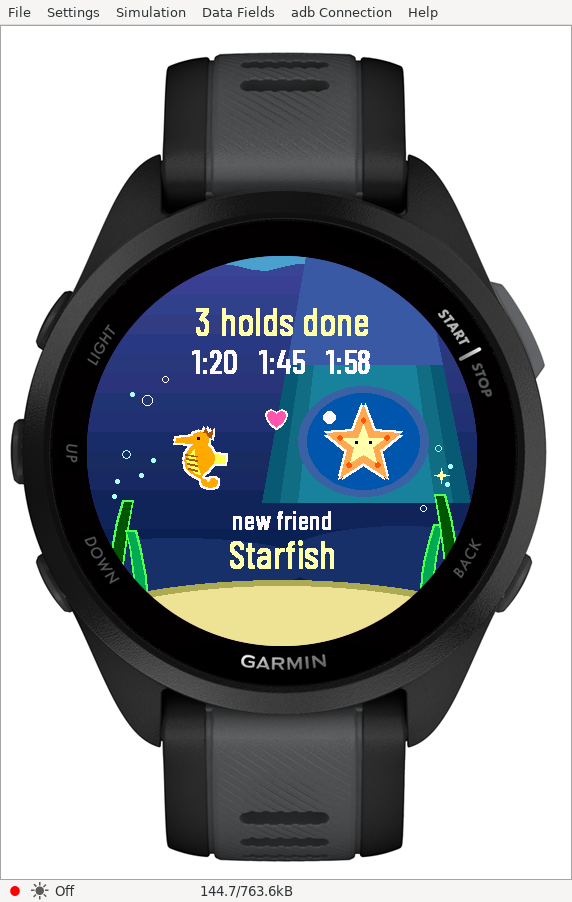 File Settings Simulation Data Fields adb Connection Help
LIGHT
START
STOP
3 holds done
1:20 1:45 1:58
UP
new friend
Starfish
DOWN
BACK
GARMIN
Off 144.7/763.6kB